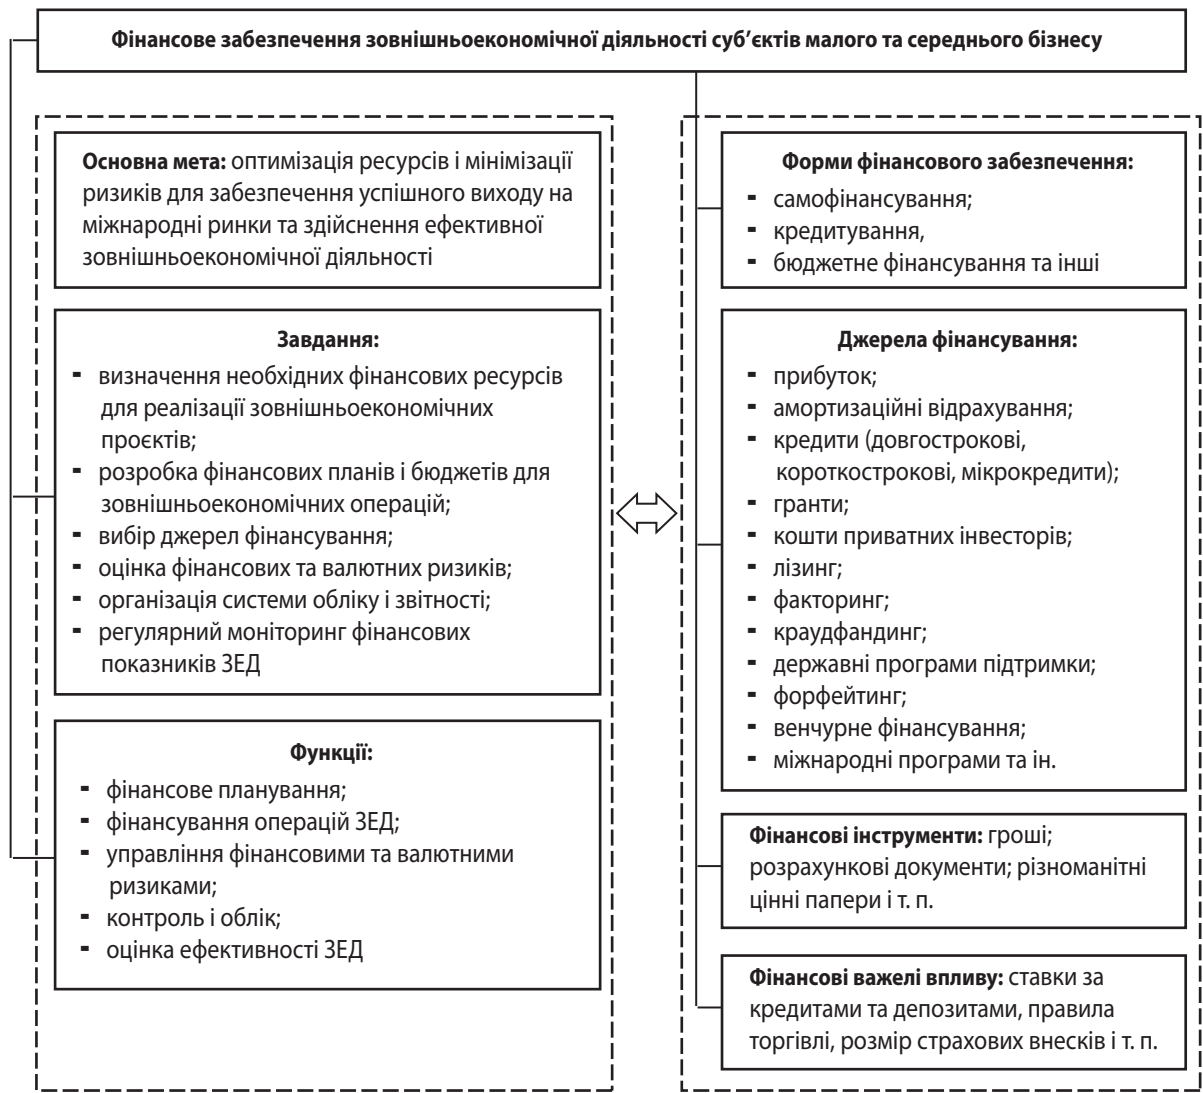 Фінансове забезпечення зовнішньоекономічної діяльності суб’єктів малого та середнього бізнесу
Основна мета: оптимізація ресурсів і мінімізації
ризиків для забезпечення успішного виходу на
міжнародні ринки та здійснення ефективної
зовнішньоекономічної діяльності
Завдання:
- визначення необхідних фінансових ресурсів
для реалізації зовнішньоекономічних
проєктів;
- розробка фінансових планів і бюджетів для
зовнішньоекономічних операцій;
- вибір джерел фінансування;
- оцінка фінансових та валютних ризиків;
- організація системи обліку і звітності;
- регулярний моніторинг фінансових
показників ЗЕД
Функції:
- фінансове планування;
- фінансування операцій ЗЕД;
- управління фінансовими та валютними
ризиками;
- контроль і облік;
- оцінка ефективності ЗЕД
Форми фінансового забезпечення:
- самофінансування;
- кредитування,
- бюджетне фінансування та інші
Джерела фінансування:
- прибуток;
- амортизаційні відрахування;
- кредити (довгострокові,
короткострокові, мікрокредити);
- гранти;
- кошти приватних інвесторів;
- лізинг;
- факторинг;
- краудфандинг;
- державні програми підтримки;
- форфейтинг;
- венчурне фінансування;
- міжнародні програми та ін.
Фінансові інструменти: гроші;
розрахункові документи; різноманітні
цінні папери і т. п.
Фінансові важелі впливу: ставки за
кредитами та депозитами, правила
торгівлі, розмір страхових внесків і т. п.